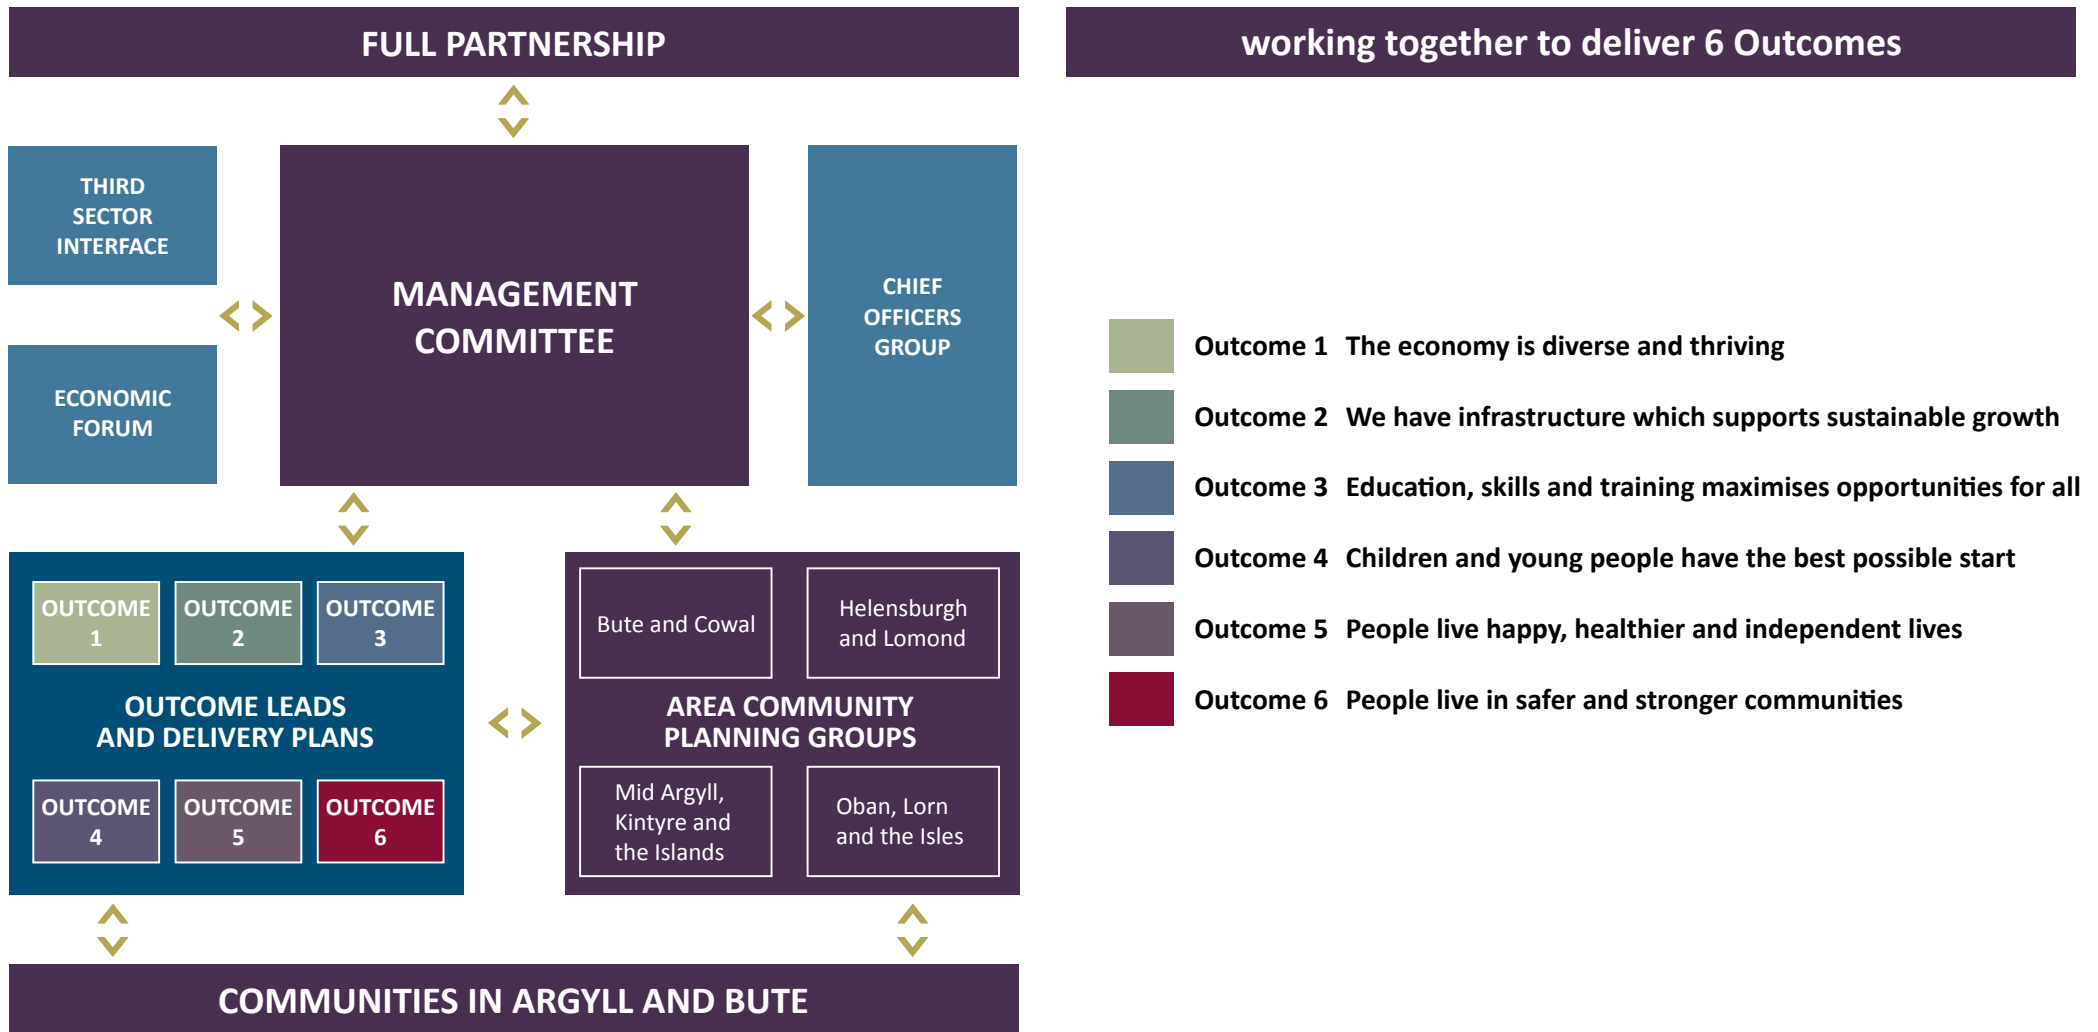 FULL PARTNERSHIP
working together to deliver 6 Outcomes
THIRD
SECTOR
INTERFACE
ECONOMIC
FORUM
MANAGEMENT
COMMITTEE
CHIEF
OFFICERS
GROUP
OUTCOME
1
OUTCOME
2
OUTCOME
3
OUTCOME LEADS
AND DELIVERY PLANS
OUTCOME
4
OUTCOME
5
OUTCOME
6
Bute and Cowal
Helensburgh
and Lomond
AREA COMMUNITY
PLANNING GROUPS
Mid Argyll,
Kintyre and
the Islands
Oban, Lorn
and the Isles
COMMUNITIES IN ARGYLL AND BUTE
Outcome 1 The economy is diverse and thriving
Outcome 2 We have infrastructure which supports sustainable growth
Outcome 3 Education, skills and training maximises opportunities for all
Outcome 4 Children and young people have the best possible start
Outcome 5 People live happy, healthier and independent lives
Outcome 6 People live in safer and stronger communities